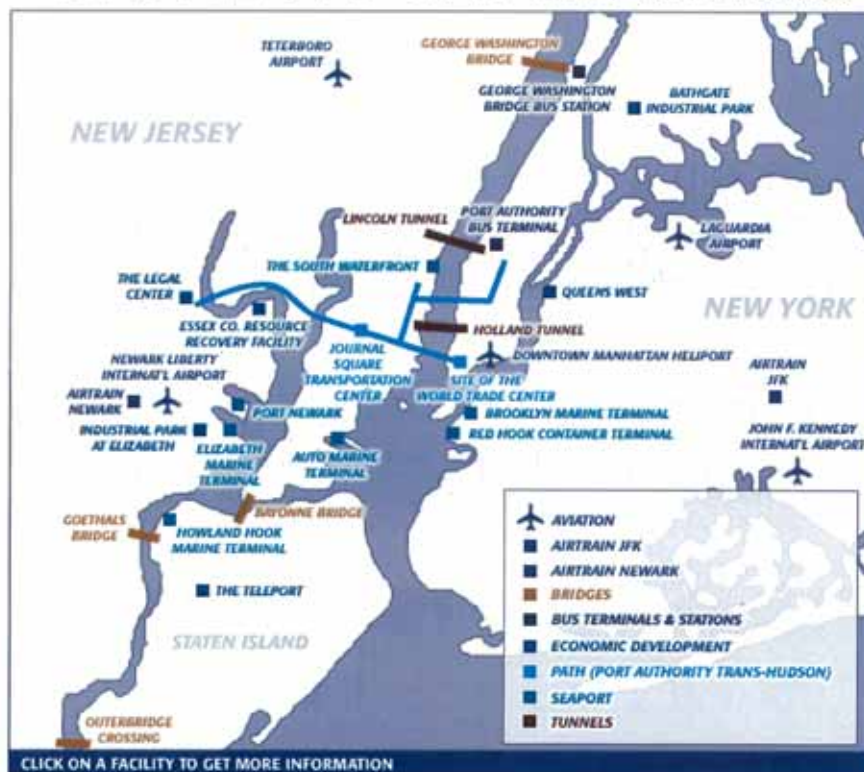 TETERBORO
AIRPORT
GEORGE WASHINGTON
BRIDGE
GEORGE WASHINGTON
BRIDGE BUS STATION
BATHGATE
INDUSTRIAL PARK
NEW JERSEY
LINCOLN TUNNEL
PORT AUTHORITY
BUS TERMINAL
LAGUARDIA
AIRPORT
THE SOUTH WATERFRONT
THE LEGAL
CENTER
QUEENS WEST
NEW YORK
ESSEX CO. RESOURCE
RECOVERY FACILITY
HOLLAND TUNNEL
JOURNAL
SQUARE
TRANSPORTATION
CENTER
DOWNTOWN MANHATTAN HELIPORT
SITE OF THE
WORLD TRADE CENTER
NEWARK LIBERTY
INTERNAT'L AIRPORT
AIRTRAIN
NEWARK
AIRTRAIN
JFK
PORT NEWARK
BROOKLYN MARINE TERMINAL
INDUSTRIAL PARK
AT ELIZABETH
ELIZABETH
MARINE
TERMINAL
AUTO MARINE
TERMINAL
RED HOOK CONTAINER TERMINAL
JOHN F. KENNEDY
INTERNAT'L AIRPORT
GOETHALS
BRIDGE
BAYONNE BRIDGE
HOWLAND HOOK
MARINE TERMINAL
THE TELEPORT
STATEN ISLAND
OUTERBRIDGE
CROSSING
AVIATION
AIRTRAIN JFK
AIRTRAIN NEWARK
BRIDGES
BUS TERMINALS & STATIONS
ECONOMIC DEVELOPMENT
PATH (PORT AUTHORITY TRANS-HUDSON)
SEAPORT
TUNNELS
CLICK ON A FACILITY TO GET MORE INFORMATION